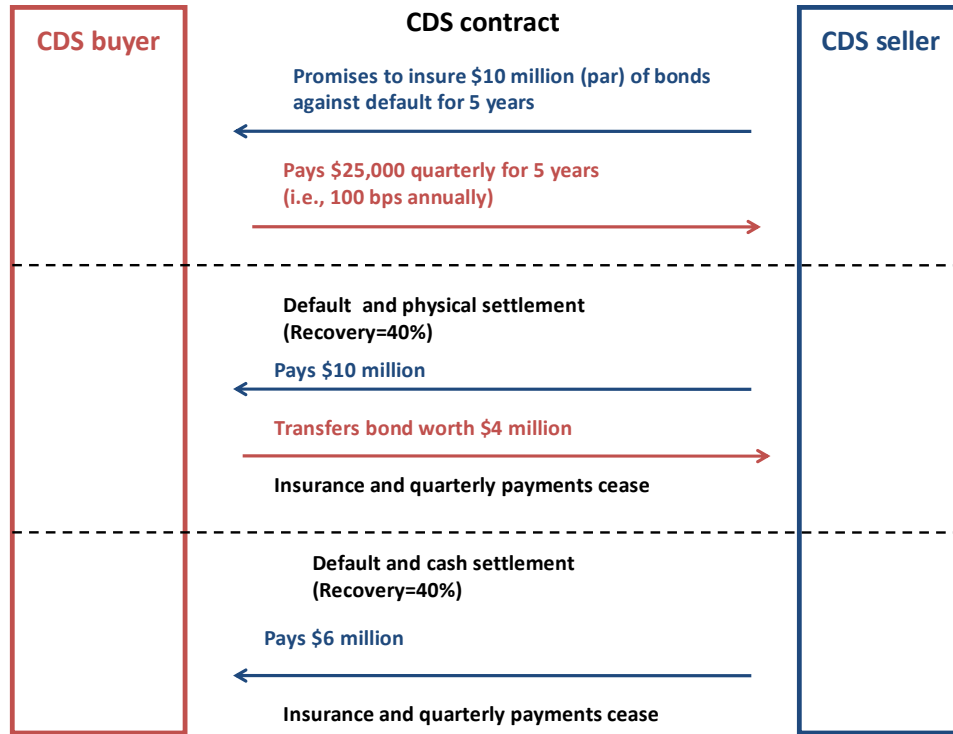 CDS contract
CDS buyer
CDS seller
Promises to insure $10 million (par) of bonds
against default for 5 years
Pays $25,000 quarterly for 5 years
(i.e., 100 bps annually)
Default and physical settlement
(Recovery=40%)
Pays $10 million
Transfers bond worth $4 million
Insurance and quarterly payments cease
Default and cash settlement
(Recovery=40%)
Pays $6 million
Insurance and quarterly payments cease